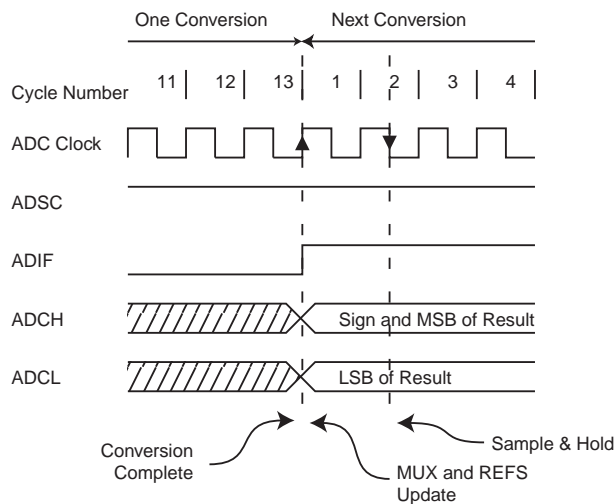 One Conversion Next Conversion
Cycle Number 11 12 13 1 2 3 4
ADC Clock
ADSC
ADIF
ADCH Sign and MSB of Result
ADCL LSB of Result
Conversion
Complete
MUX and REFS
Update
Sample & Hold